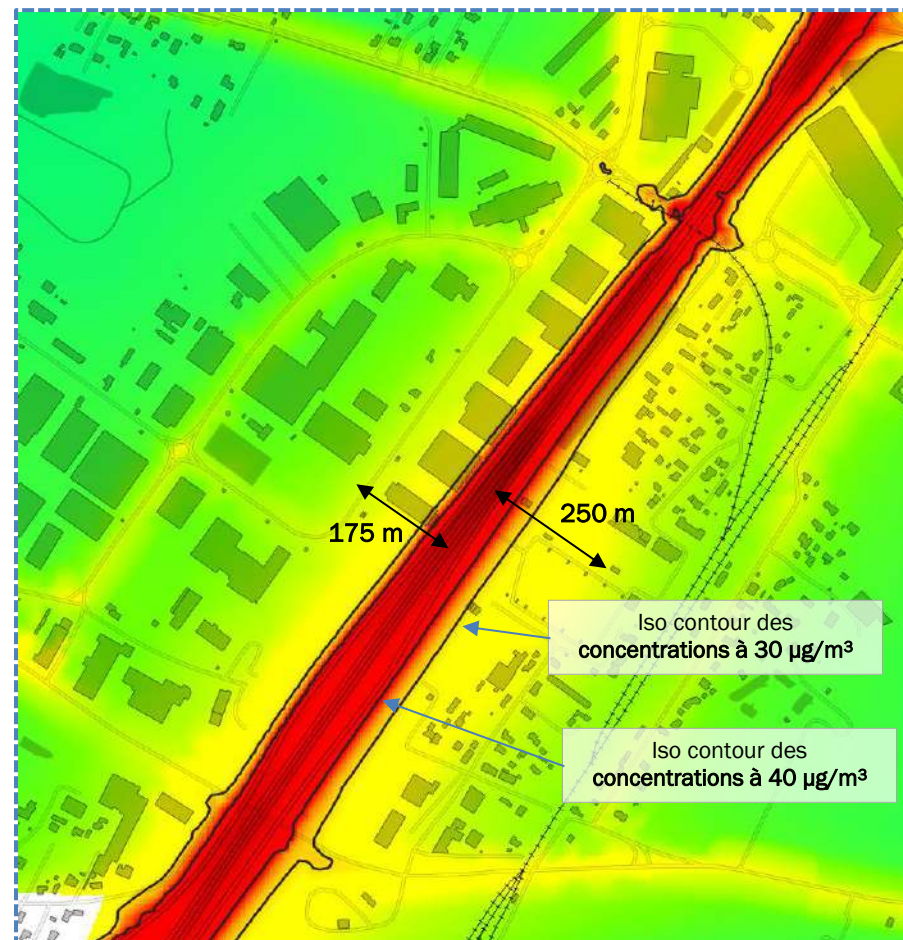 175 m
250 m
Iso contour des
concentrations à 30 µg/m³
Iso contour des
concentrations à 40 µg/m³